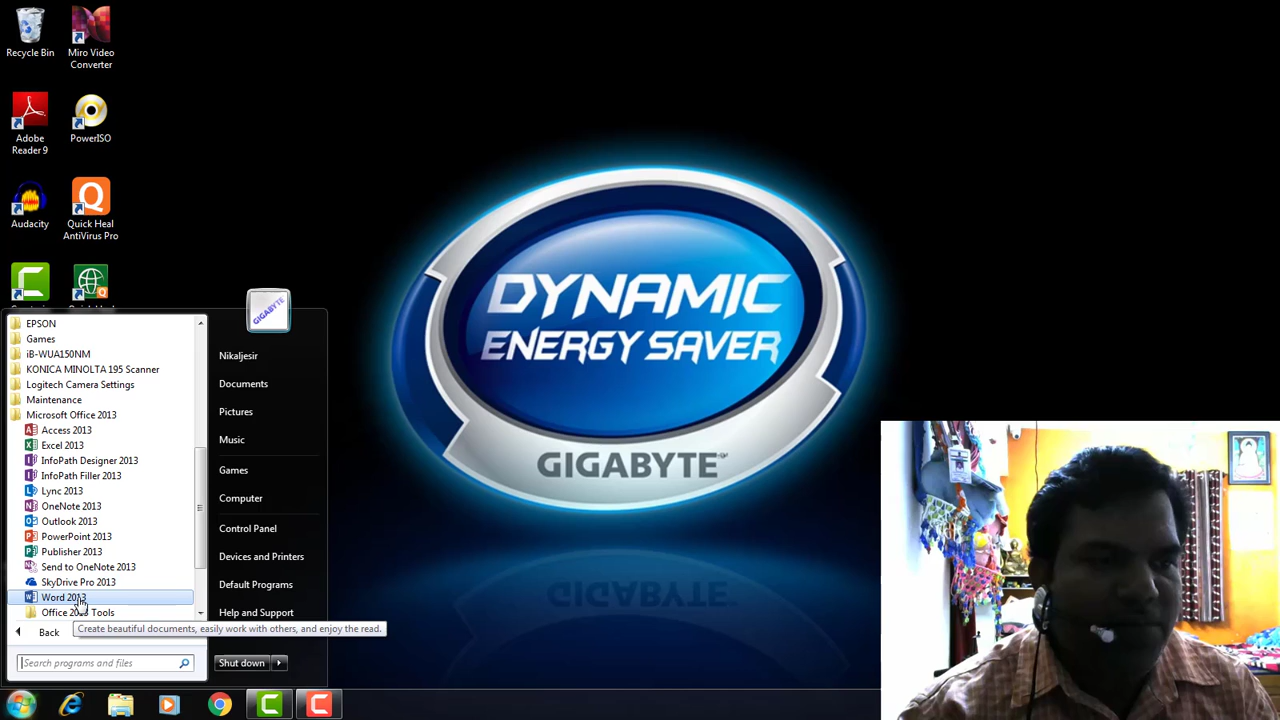 Recycle Bin
Miro Video
Converter
Adobe
Reader 9
PowerISO
Audacity
Quick Heal
AntiVirus Pro
DYNAMIC
ENERGY SAVER
GIGABYTE
GIGABYTE
EPSON
Games
iB-WUA150NM
KONICA MINOLTA 195 Scanner
Logitech Camera Settings
Maintenance
Microsoft Office 2013
Access 2013
Excel 2013
InfoPath Designer 2013
InfoPath Filler 2013
Lync 2013
OneNote 2013
Outlook 2013
PowerPoint 2013
Publisher 2013
Send to OneNote 2013
SkyDrive Pro 2013
Word 2013
Office 2013 Tools
Create beautiful documents, easily work with others, and enjoy the read.
Back
Search programs and files
Nikaljesir
Documents
Pictures
Music
Games
Computer
Control Panel
Devices and Printers
Default Programs
Help and Support
Shut down